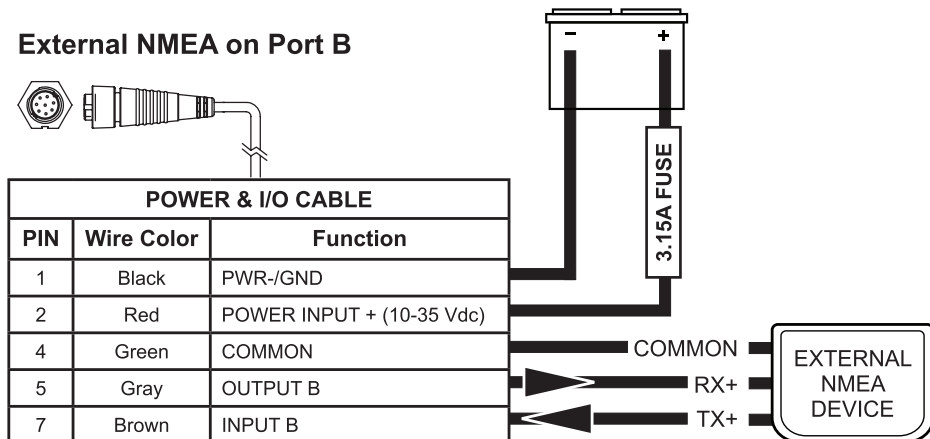 External NMEA on Port B
- +
3.15A FUSE
POWER & I/O CABLE
PIN Wire Color Function
1 Black PWR-/GND
2 Red POWER INPUT + (10-35 Vdc)
4 Green COMMON
5 Gray OUTPUT B
7 Brown INPUT B
COMMON
RX+
TX+
EXTERNAL
NMEA
DEVICE